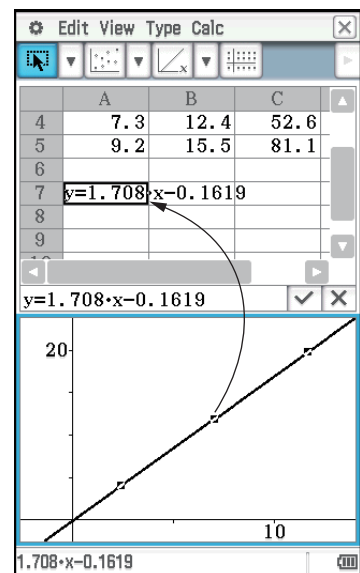 Edit View Type Calc
A B C
4 7.3 12.4 52.6
5 9.2 15.5 81.1
6
7 y=1.708·x−0.1619
8
9
y=1.708·x−0.1619
20
10
1.708·x−0.1619